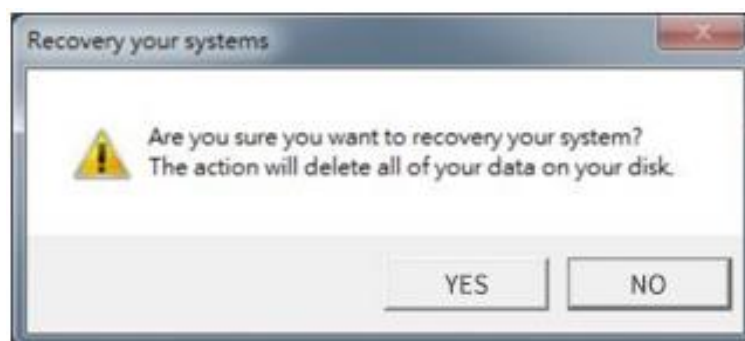 Recovery your systems
Are you sure you want to recovery your system?
The action will delete all of your data on your disk.
YES
NO